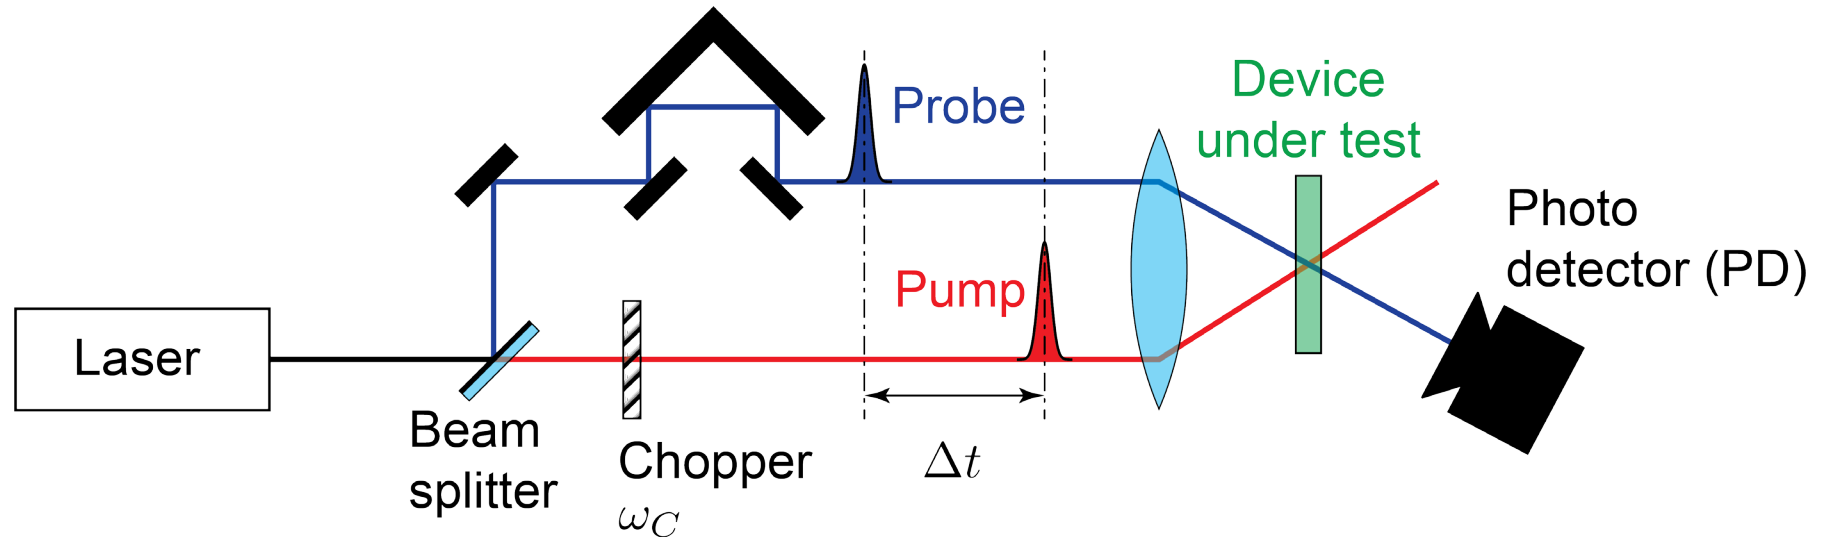 Laser
Beam
splitter
Chopper
ω_C
Probe
Pump
Δt
Device
under test
Photo
detector (PD)